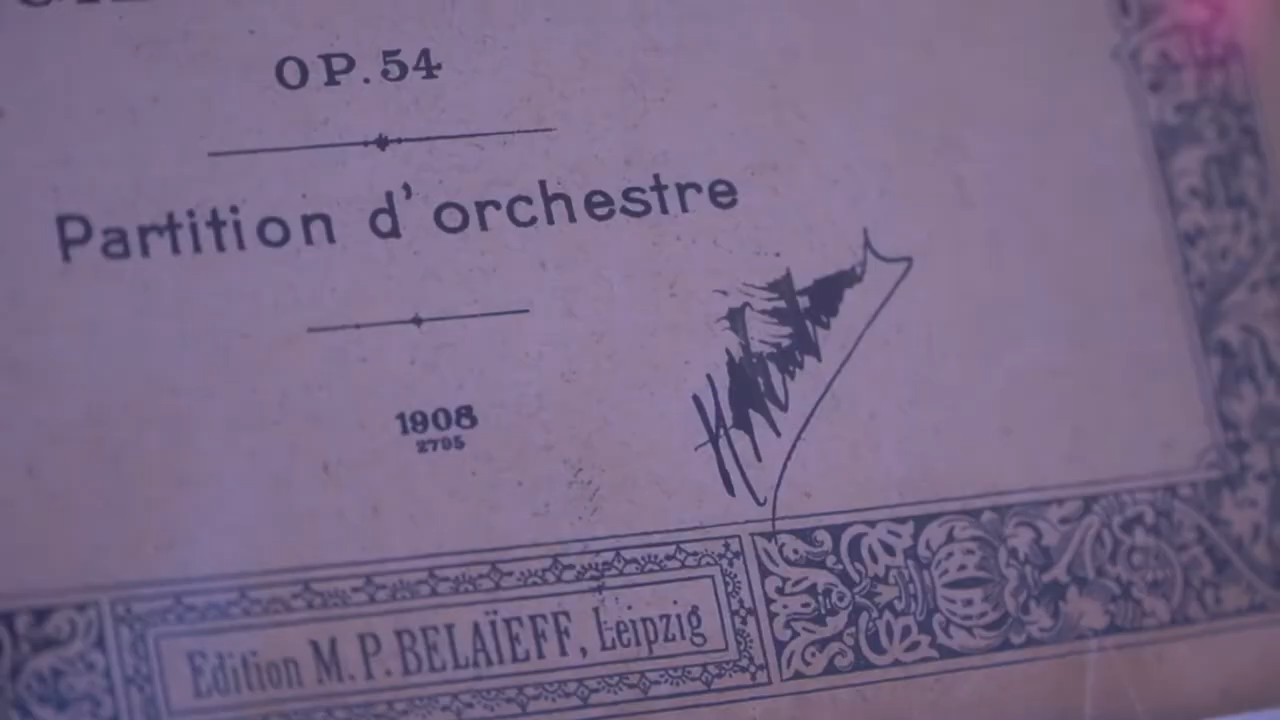 OP.54
Partition d'orchestre
1908
2795
Edition M. P. BELAÏEFF, Leipzig